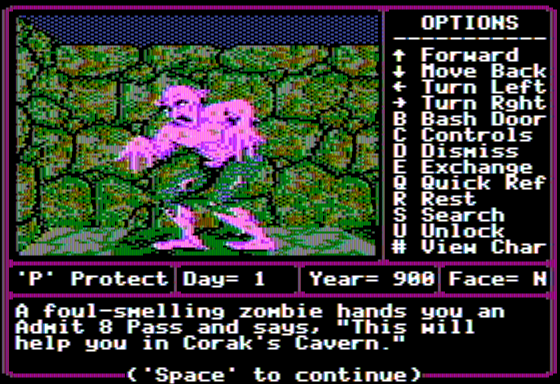 OPTIONS
------------
↑ Forward
↓ Move Back
← Turn Left
→ Turn Rght
B Bash Door
C Controls
D Dismiss
E Exchange
Q Quick Ref
R Rest
S Search
U Unlock
# View Char
'P' Protect Day= 1 Year= 900 Face= N
A foul-smelling zombie hands you an
Admit 8 Pass and says, "This will
help you in Corak's Cavern."
('Space' to continue)